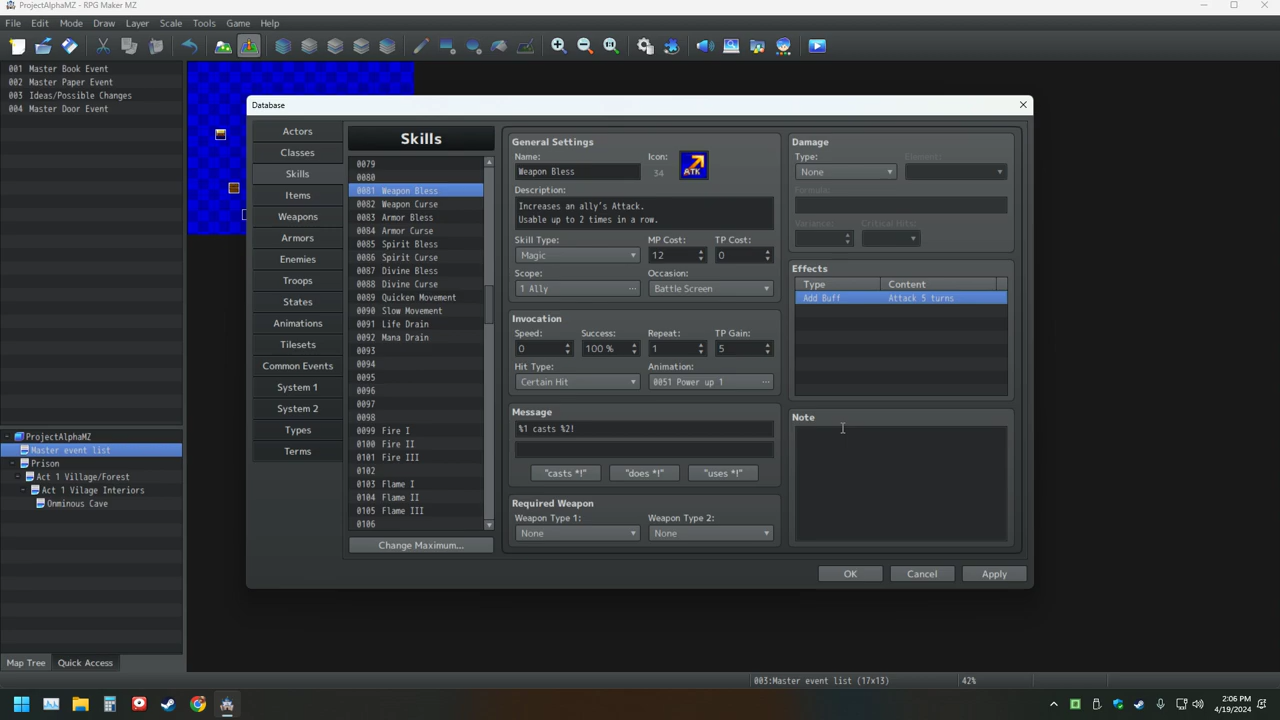 ProjectAlphaMZ - RPG Maker MZ
File Edit Mode Draw Layer Scale Tools Game Help
001 Master Book Event
002 Master Paper Event
003 Ideas/Possible Changes
004 Master Door Event
ProjectAlphaMZ
Master event list
Prison
Act 1 Village/Forest
Act 1 Vilage Interiors
Onminous Cave
Map Tree
Quick Access
Database
Actors
Classes
Skills
Items
Weapons
Armors
Enemies
Troops
States
Animations
Tilesets
Common Events
System 1
System 2
Types
Terms
Skills
0079
0080
0081 Weapon Bless
0082 Weapon Curse
0083 Armor Bless
0084 Armor Curse
0085 Spirit Bless
0086 Spirit Curse
0087 Divine Bless
0088 Divine Curse
0089 Quicken Movement
0090 Slow Movement
0091 Life Drain
0092 Mana Drain
0093
0094
0095
0096
0097
0098
0099 Fire I
0100 Fire II
0101 Fire III
0102
0103 Flame I
0104 Flame II
0105 Flame III
0106
Change Maximum...
General Settings
Name: Icon:
Weapon Bless 34 ATK
Description:
Increases an ally's Attack.
Usable up to 2 times in a row.
Skill Type: MP Cost: TP Cost:
Magic 12 0
Scope: Occasion:
1 Ally ... Battle Screen
Invocation
Speed: Success: Repeat: TP Gain:
0 100 % 1 5
Hit Type: Animation:
Certain Hit 0051 Power up 1 ...
Message
%1 casts %2!
"casts *!" "does *!" "uses *!"
Required Weapon
Weapon Type 1: Weapon Type 2:
None None
Damage
Type: Element:
None
Formula:
Variance: Critical Hits:
Effects
Type Content
Add Buff Attack 5 turns
Note
OK Cancel Apply
003:Master event list (17x13) 42%
2:06 PM
4/19/2024